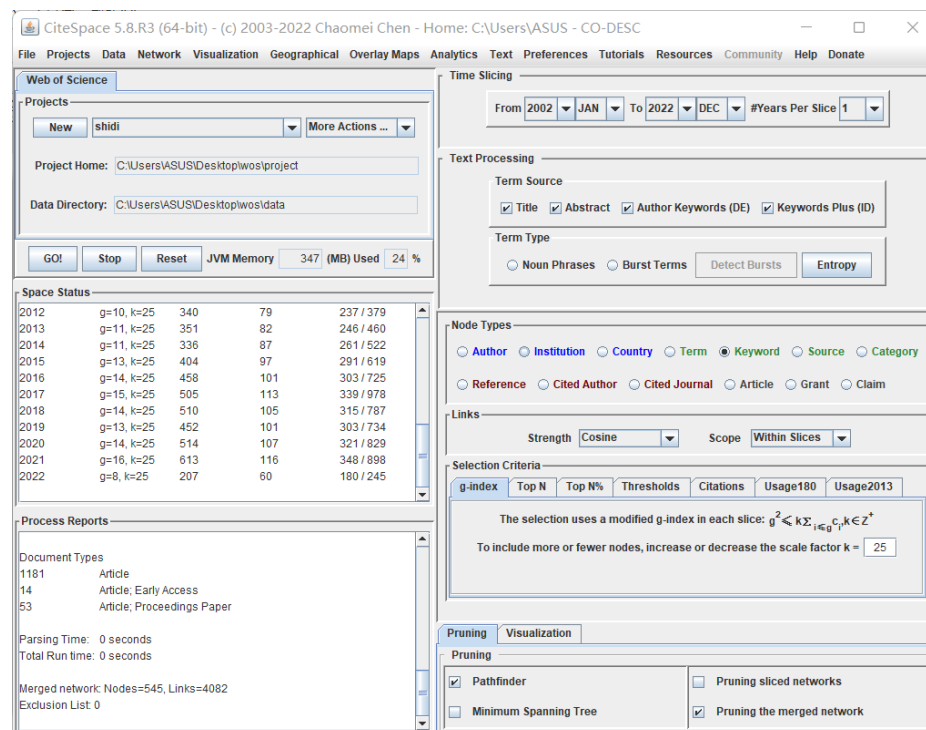 CiteSpace 5.8.R3 (64-bit) - (c) 2003-2022 Chaomei Chen - Home: C:\Users\ASUS - CO-DESC
File Projects Data Network Visualization Geographical Overlay Maps Analytics Text Preferences Tutorials Resources Community Help Donate
Web of Science
Projects
New shidi More Actions ...
Project Home: C:\Users\ASUS\Desktop\wos\project
Data Directory: C:\Users\ASUS\Desktop\wos\data
GO! Stop Reset JVM Memory 347 (MB) Used 24 %
Space Status
2012 g=10, k=25 340 79 237 / 379
2013 g=11, k=25 351 82 246 / 460
2014 g=11, k=25 336 87 261 / 522
2015 g=13, k=25 404 97 291 / 619
2016 g=14, k=25 458 101 303 / 725
2017 g=15, k=25 505 113 339 / 978
2018 g=14, k=25 510 105 315 / 787
2019 g=13, k=25 452 101 303 / 734
2020 g=14, k=25 514 107 321 / 829
2021 g=16, k=25 613 116 348 / 898
2022 g=8, k=25 207 60 180 / 245
Process Reports
Document Types
1181 Article
14 Article; Early Access
53 Article; Proceedings Paper
Parsing Time: 0 seconds
Total Run time: 0 seconds
Merged network: Nodes=545, Links=4082
Exclusion List: 0
Time Slicing
From 2002 JAN To 2022 DEC #Years Per Slice 1
Text Processing
Term Source
Title Abstract Author Keywords (DE) Keywords Plus (ID)
Term Type
Noun Phrases Burst Terms Detect Bursts Entropy
Node Types
Author Institution Country Term Keyword Source Category
Reference Cited Author Cited Journal Article Grant Claim
Links
Strength Cosine Scope Within Slices
Selection Criteria
g-index Top N Top N% Thresholds Citations Usage180 Usage2013
The selection uses a modified g-index in each slice: g² ≤ k Σ i≤g cᵢ, k ∈ Z⁺
To include more or fewer nodes, increase or decrease the scale factor k = 25
Pruning Visualization
Pruning
Pathfinder Pruning sliced networks
Minimum Spanning Tree Pruning the merged network